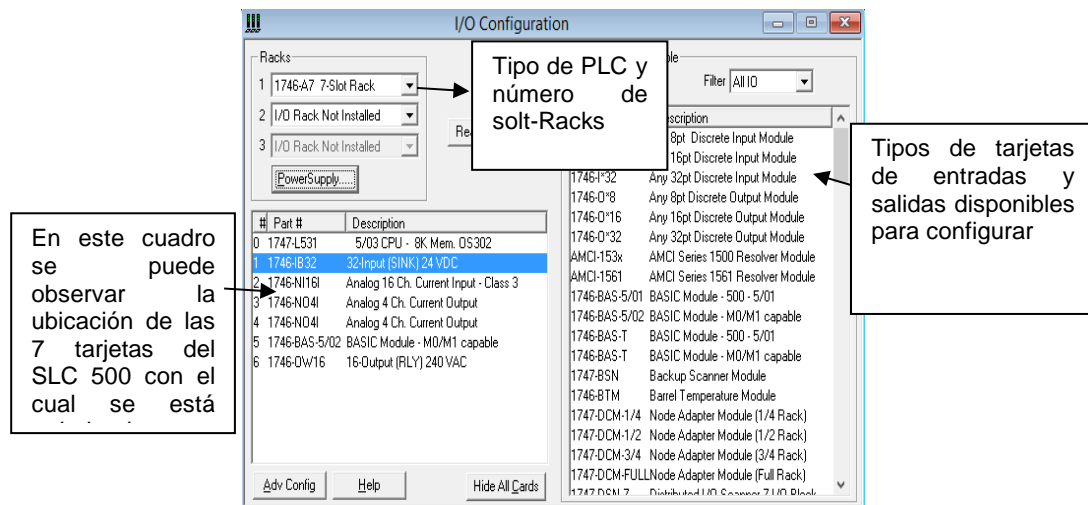 I/O Configuration
Racks
1 1746-A7 7-Slot Rack
2 I/O Rack Not Installed
3 I/O Rack Not Installed
PowerSupply.....
Tipo de PLC y
número de
solt-Racks
Filter All IO
# Part # Description
0 1747-L531 5/03 CPU - 8K Mem. OS302
1 1746-IB32 32-Input (SINK) 24 VDC
2 1746-NI16I Analog 16 Ch. Current Input - Class 3
3 1746-NO4I Analog 4 Ch. Current Output
4 1746-NO4I Analog 4 Ch. Current Output
5 1746-BAS-5/02 BASIC Module - M0/M1 capable
6 1746-OW16 16-Output (RLY) 240 VAC
Adv Config
Help
Hide All Cards
8pt Discrete Input Module
16pt Discrete Input Module
1746-I*32 Any 32pt Discrete Input Module
1746-O*8 Any 8pt Discrete Output Module
1746-O*16 Any 16pt Discrete Output Module
1746-O*32 Any 32pt Discrete Output Module
AMCI-153x AMCI Series 1500 Resolver Module
AMCI-1561 AMCI Series 1561 Resolver Module
1746-BAS-5/01 BASIC Module - 500 - 5/01
1746-BAS-5/02 BASIC Module - M0/M1 capable
1746-BAS-T BASIC Module - 500 - 5/01
1746-BAS-T BASIC Module - M0/M1 capable
1747-BSN Backup Scanner Module
1746-BTM Barrel Temperature Module
1747-DCM-1/4 Node Adapter Module (1/4 Rack)
1747-DCM-1/2 Node Adapter Module (1/2 Rack)
1747-DCM-3/4 Node Adapter Module (3/4 Rack)
1747-DCM-FULL Node Adapter Module (Full Rack)
1747-DSN-7 Distributed I/O Scanner 7 I/O Block
Tipos de tarjetas
de entradas y
salidas disponibles
para configurar
En este cuadro
se puede
observar la
ubicación de las
7 tarjetas del
SLC 500 con el
cual se está